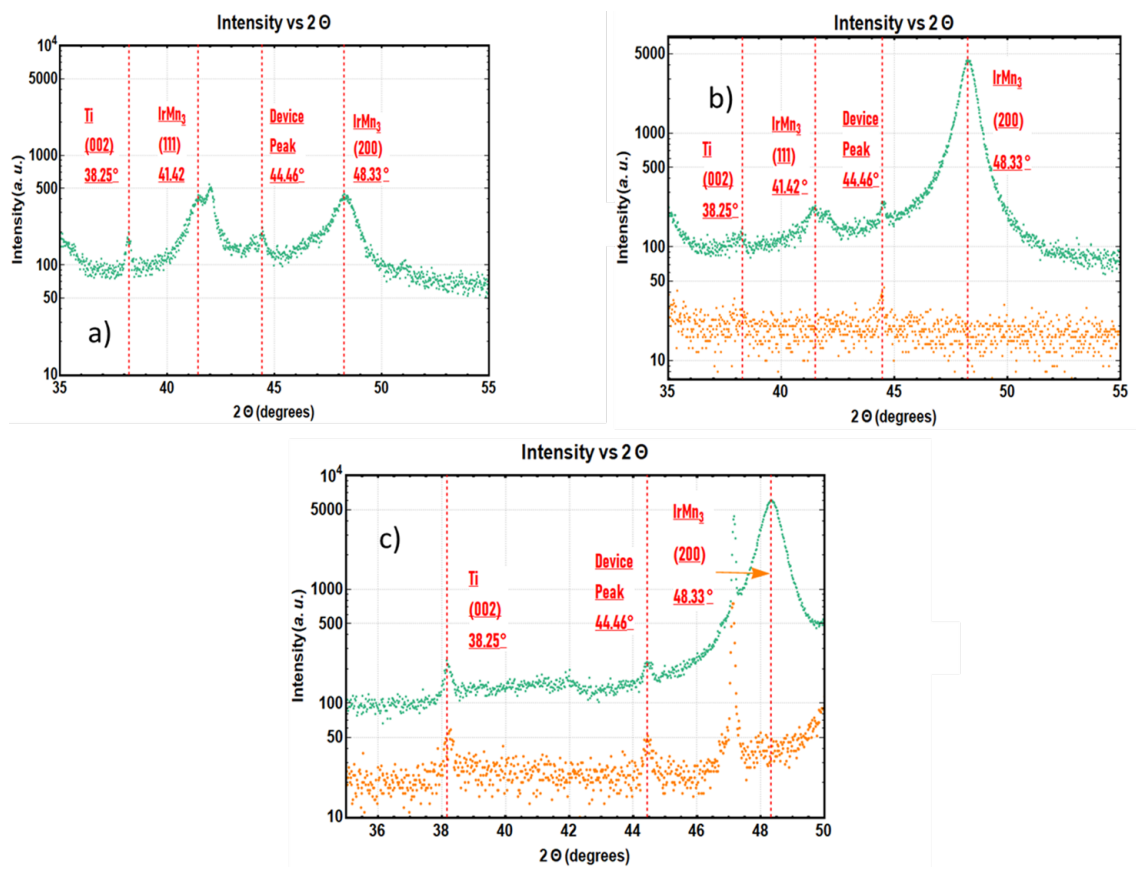 Intensity vs 2 Θ
10⁴
5000
1000
500
100
50
10
Intensity (a. u.)
Ti
(002)
38.25°
IrMn₃
(111)
41.42
Device
Peak
44.46°
IrMn₃
(200)
48.33°
a)
35
40
45
50
55
2 Θ (degrees)
Intensity vs 2 Θ
5000
1000
500
100
50
10
Intensity (a. u.)
b)
Ti
(002)
38.25°
IrMn₃
(111)
41.42°
Device
Peak
44.46°
IrMn₃
(200)
48.33°
35
40
45
50
55
2 Θ (degrees)
Intensity vs 2 Θ
10⁴
5000
1000
500
100
50
10
Intensity (a. u.)
c)
Ti
(002)
38.25°
Device
Peak
44.46°
IrMn₃
(200)
48.33°
36
38
40
42
44
46
48
50
2 Θ (degrees)